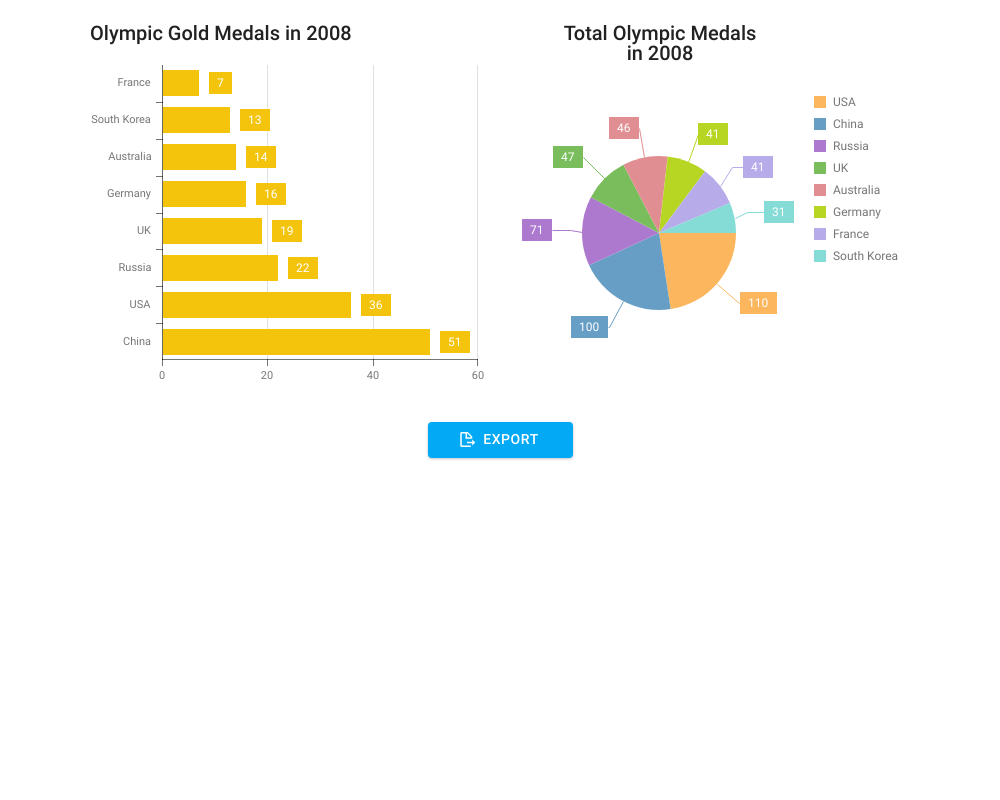 Olympic Gold Medals in 2008
France
7
South Korea
13
Australia
14
Germany
16
UK
19
Russia
22
USA
36
China
51
0 20 40 60
Total Olympic Medals
in 2008
46
41
47
41
71
31
110
100
USA
China
Russia
UK
Australia
Germany
France
South Korea
EXPORT